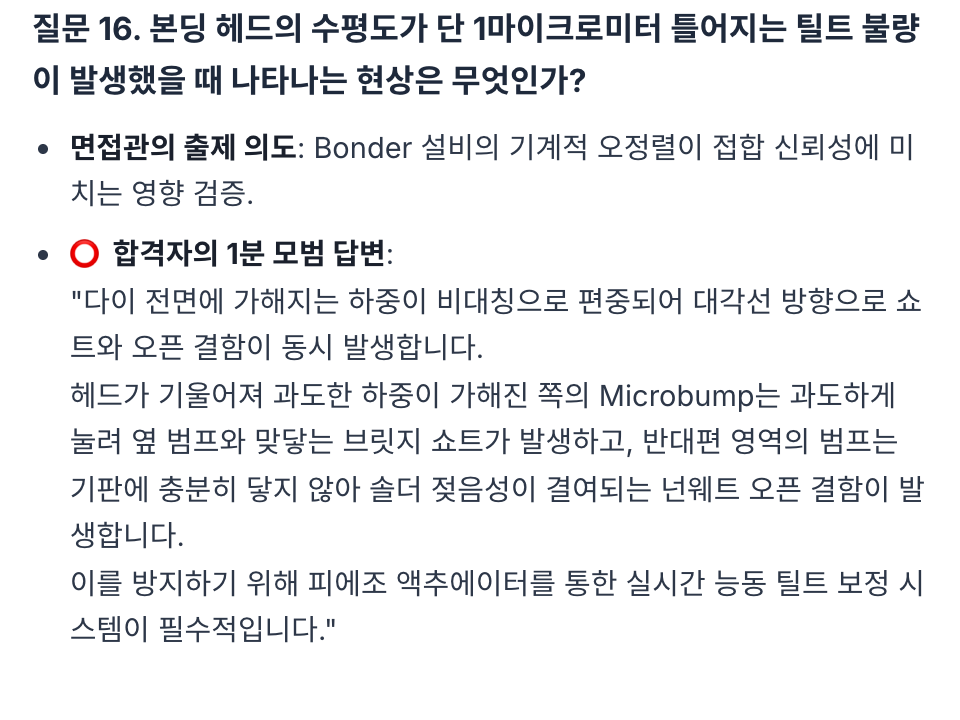 질문 16. 본딩 헤드의 수평도가 단 1마이크로미터 틀어지는 틸트 불량
이 발생했을 때 나타나는 현상은 무엇인가?
• 면접관의 출제 의도: Bonder 설비의 기계적 오정렬이 접합 신뢰성에 미
치는 영향 검증.
• ⭕ 합격자의 1분 모범 답변:
"다이 전면에 가해지는 하중이 비대칭으로 편중되어 대각선 방향으로 쇼
트와 오픈 결함이 동시 발생합니다.
헤드가 기울어져 과도한 하중이 가해진 쪽의 Microbump는 과도하게
눌려 옆 범프와 맞닿는 브릿지 쇼트가 발생하고, 반대편 영역의 범프는
기판에 충분히 닿지 않아 솔더 젖음성이 결여되는 넌웨트 오픈 결함이 발
생합니다.
이를 방지하기 위해 피에조 액추에이터를 통한 실시간 능동 틸트 보정 시
스템이 필수적입니다."